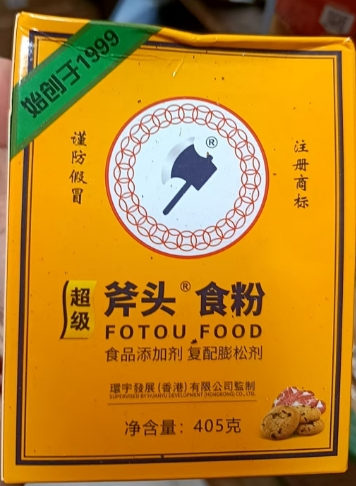 始创于1999
谨防假冒
注册商标
®
超级
斧头®食粉
FOTOU FOOD
食品添加剂 复配膨松剂
環宇發展(香港)有限公司監制
SUPERVISED BY HUANYU DEVELOPMENT (HONGKONG) CO., LTD.
净含量：405克